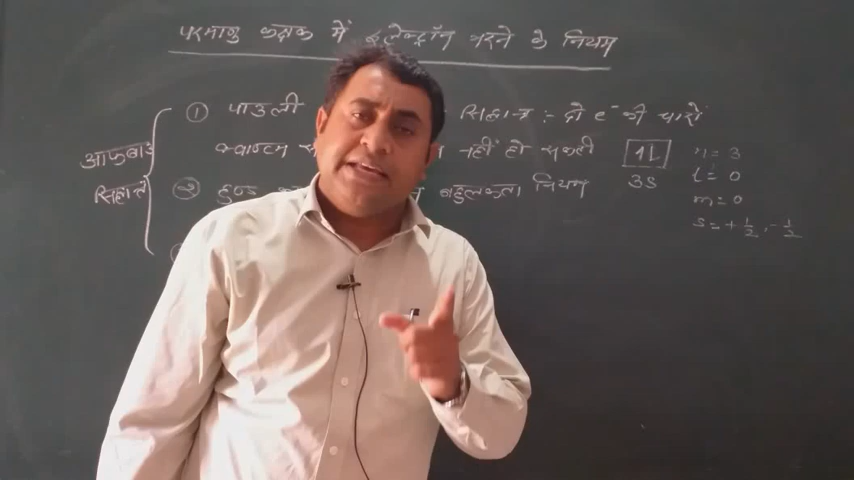 परमाणु कक्षक में इलेक्ट्रॉन भरने के नियम
① पाउली सिद्धान्त :- दो e⁻ की चारों
आफबाउ क्वाण्टम नहीं हो सकती 1L n = 3
सिद्धान्त ② हुण्ड बहुलकता नियम 3S l = 0
m = 0
s = +1/2, -1/2